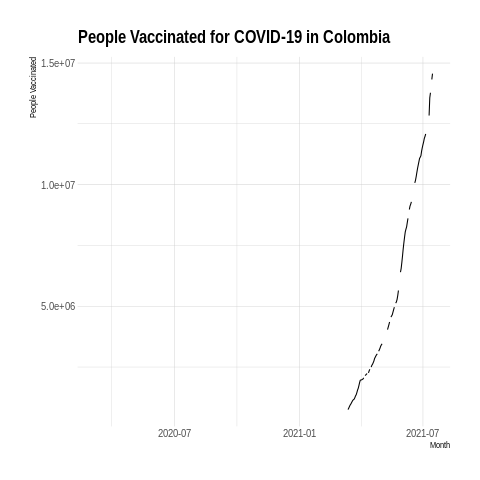 People Vaccinated for COVID-19 in Colombia
People Vaccinated
1.5e+07
1.0e+07
5.0e+06
2020-07
2021-01
2021-07
Month